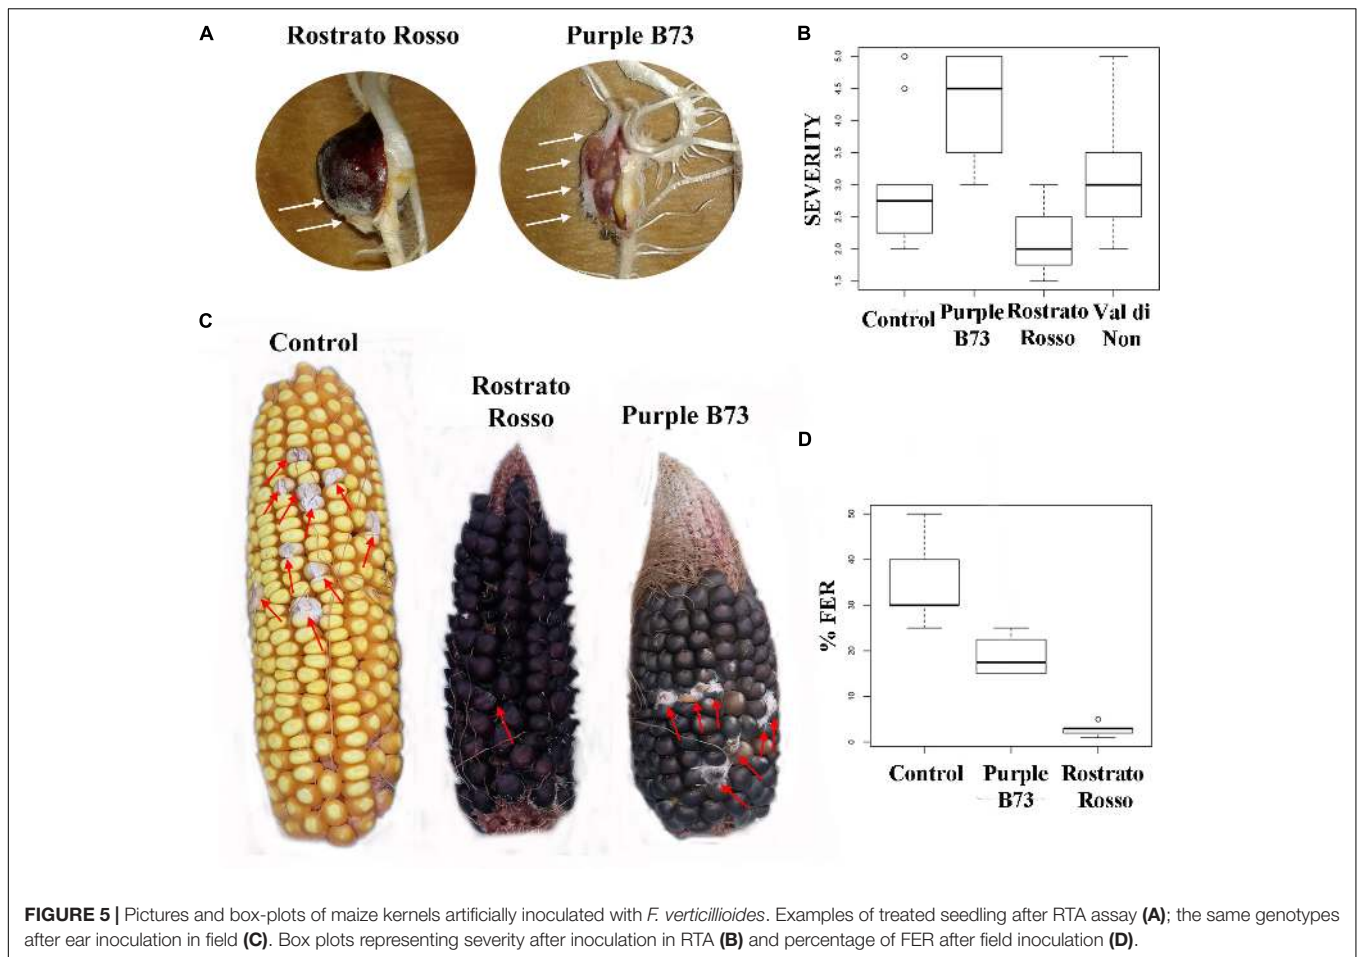 A
Rostrato Rosso
Purple B73
B
SEVERITY
5.0
4.5
4.0
3.5
3.0
2.5
2.0
1.5
Control
Purple B73
Rostrato Rosso
Val di Non
C
Control
Rostrato Rosso
Purple B73
D
% FER
50
40
30
20
10
0
Control
Purple B73
Rostrato Rosso
FIGURE 5 | Pictures and box-plots of maize kernels artificially inoculated with F. verticillioides. Examples of treated seedling after RTA assay (A); the same genotypes
after ear inoculation in field (C). Box plots representing severity after inoculation in RTA (B) and percentage of FER after field inoculation (D).